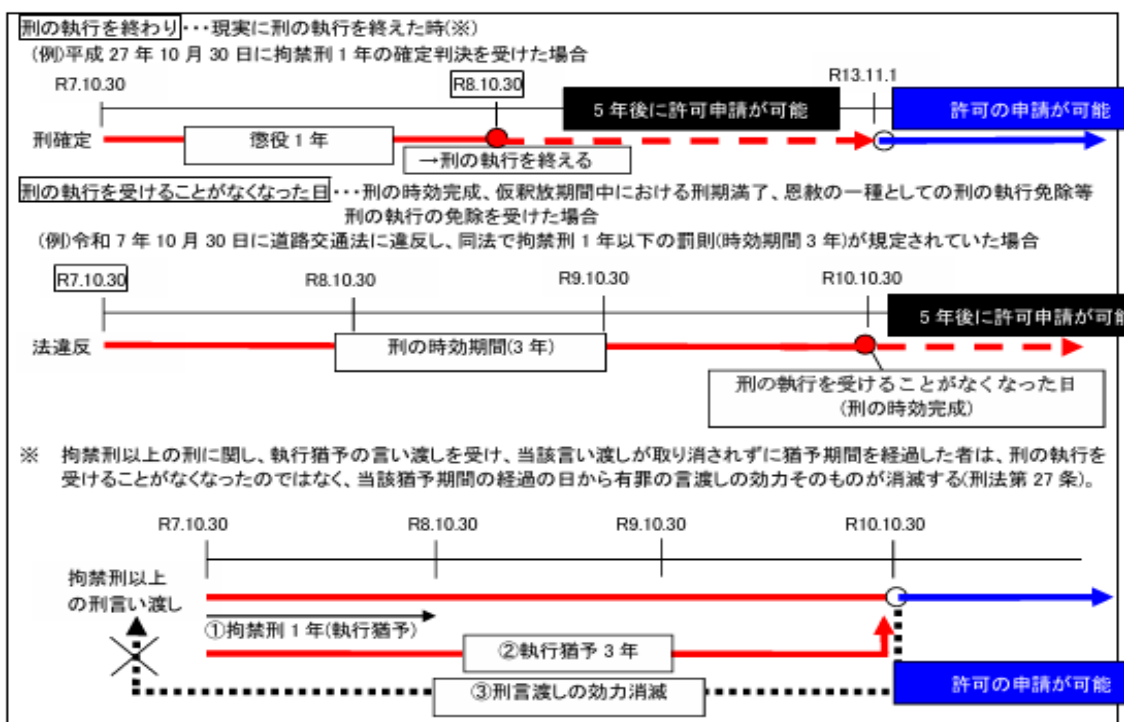 刑の執行を終わり・・・現実に刑の執行を終えた時(※)
(例)平成 27 年 10 月 30 日に拘禁刑 1 年の確定判決を受けた場合
R7.10.30
R8.10.30
R13.11.1
5 年後に許可申請が可能
許可の申請が可能
刑確定
懲役 1 年
→刑の執行を終える
刑の執行を受けることがなくなった日・・・刑の時効完成、仮釈放期間中における刑期満了、恩赦の一種としての刑の執行免除等
刑の執行の免除を受けた場合
(例)令和 7 年 10 月 30 日に道路交通法に違反し、同法で拘禁刑 1 年以下の罰則(時効期間 3 年)が規定されていた場合
R7.10.30
R8.10.30
R9.10.30
R10.10.30
5 年後に許可申請が可能
法違反
刑の時効期間(3 年)
刑の執行を受けることがなくなった日
(刑の時効完成)
※ 拘禁刑以上の刑に関し、執行猶予の言い渡しを受け、当該言い渡しが取り消されずに猶予期間を経過した者は、刑の執行を
受けることがなくなったのではなく、当該猶予期間の経過の日から有罪の言渡しの効力そのものが消滅する(刑法第 27 条)。
R7.10.30
R8.10.30
R9.10.30
R10.10.30
拘禁刑以上
の刑言い渡し
①拘禁刑 1 年(執行猶予)
②執行猶予 3 年
③刑言渡しの効力消滅
許可の申請が可能